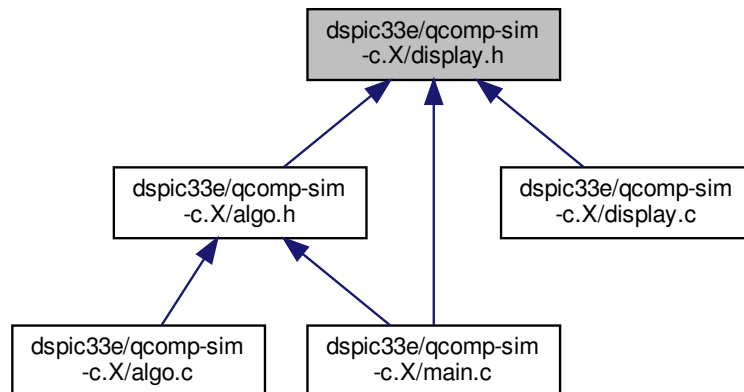 dspic33e/qcomp-sim
-c.X/display.h
dspic33e/qcomp-sim
-c.X/algo.h
dspic33e/qcomp-sim
-c.X/display.c
dspic33e/qcomp-sim
-c.X/algo.c
dspic33e/qcomp-sim
-c.X/main.c